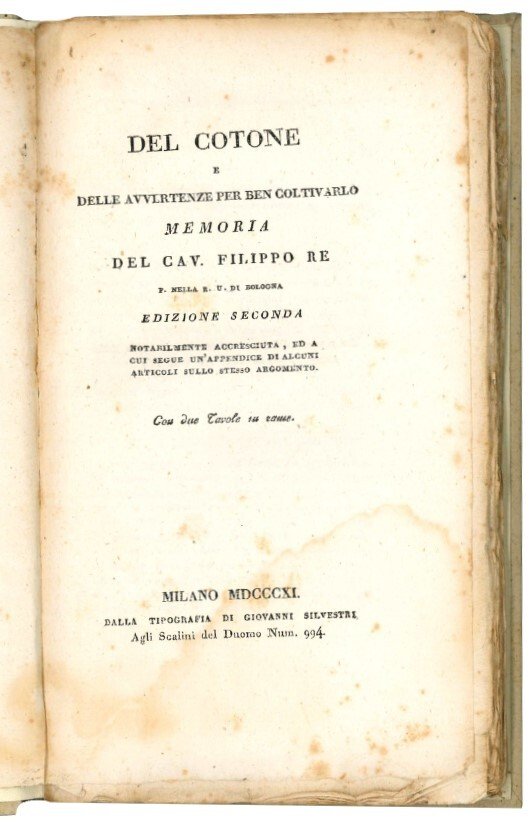 DEL COTONE
E
DELLE AVVERTENZE PER BEN COLTIVARLO
MEMORIA
DEL CAV. FILIPPO RE
P. NELLA R. U. DI BOLOGNA
EDIZIONE SECONDA
NOTABILMENTE ACCRESCIUTA, ED A
CUI SEGUE UN'APPENDICE DI ALCUNI
ARTICOLI SULLO STESSO ARGOMENTO.
Con due Tavole in rame.
MILANO MDCCCXI.
DALLA TIPOGRAFIA DI GIOVANNI SILVESTRI
Agli Scalini del Duomo Num. 994.